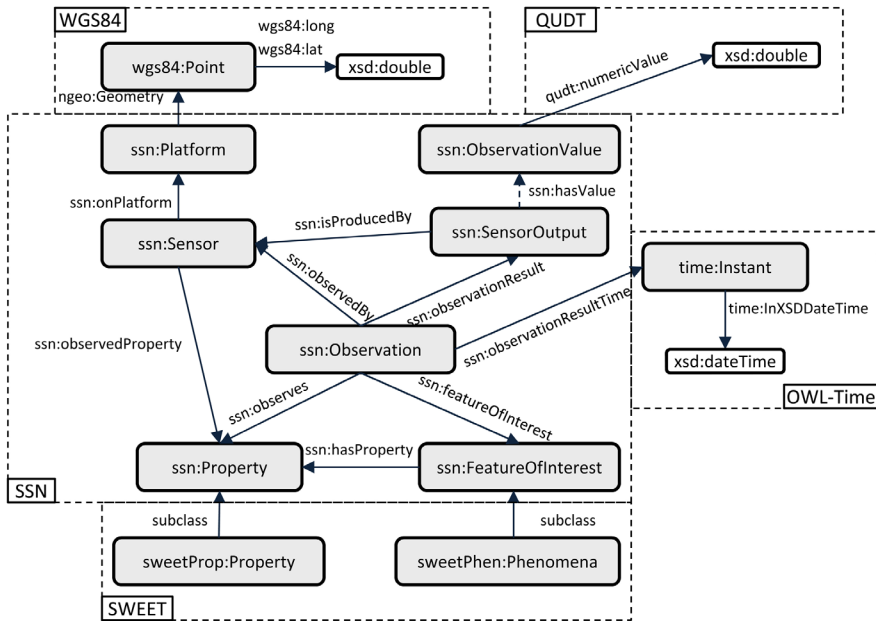 WGS84
QUDT
wgs84:long
wgs84:lat
wgs84:Point
xsd:double
xsd:double
qudt:numericValue
ngeo:Geometry
ssn:Platform
ssn:ObservationValue
ssn:onPlatform
ssn:hasValue
ssn:isProducedBy
ssn:Sensor
ssn:SensorOutput
ssn:observedBy
ssn:observationResult
ssn:observationResultTime
time:Instant
time:InXSDDateTime
ssn:observedProperty
ssn:Observation
xsd:dateTime
OWL-Time
ssn:observes
ssn:featureOfInterest
ssn:hasProperty
ssn:Property
ssn:FeatureOfInterest
SSN
subclass
subclass
sweetProp:Property
sweetPhen:Phenomena
SWEET